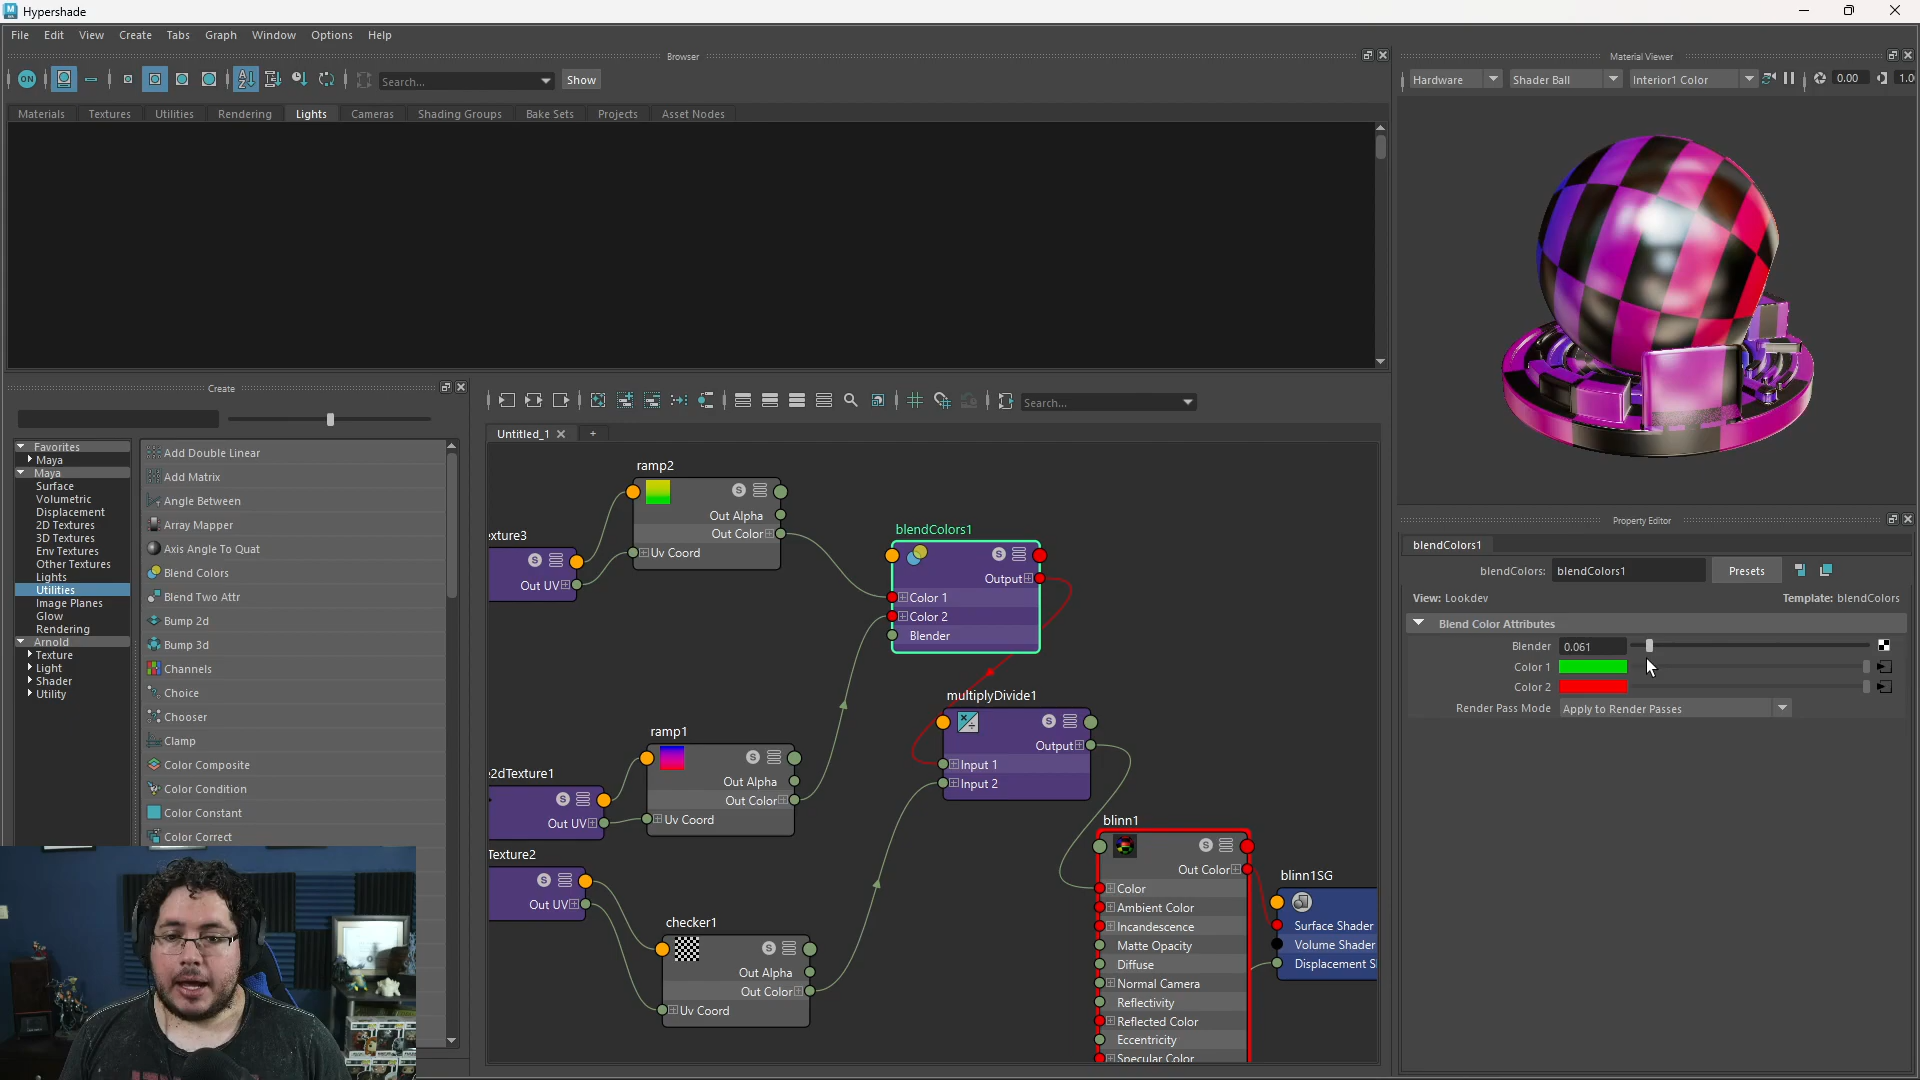 Hypershade
File Edit View Create Tabs Graph Window Options Help
Browser
ON Search... Show
Materials Textures Utilities Rendering Lights Cameras Shading Groups Bake Sets Projects Asset Nodes
Material Viewer
Hardware Shader Ball Interior1 Color 0.00 1.0
Create
Favorites
Maya
Maya
Surface
Volumetric
Displacement
2D Textures
3D Textures
Env Textures
Other Textures
Lights
Utilities
Image Planes
Glow
Rendering
Arnold
Texture
Light
Shader
Utility
Add Double Linear
Add Matrix
Angle Between
Array Mapper
Axis Angle To Quat
Blend Colors
Blend Two Attr
Bump 2d
Bump 3d
Channels
Choice
Chooser
Clamp
Color Composite
Color Condition
Color Constant
Color Correct
Search...
Untitled_1 +
ramp2
Out Alpha
Out Color
Uv Coord
exture3
Out UV
blendColors1
Output
Color 1
Color 2
Blender
multiplyDivide1
Output
Input 1
Input 2
ramp1
Out Alpha
Out Color
Uv Coord
2dTexture1
Out UV
Texture2
Out UV
checker1
Out Alpha
Out Color
Uv Coord
blinn1
Out Color
Color
Ambient Color
Incandescence
Matte Opacity
Diffuse
Normal Camera
Reflectivity
Reflected Color
Eccentricity
Specular Color
blinn1SG
Surface Shader
Volume Shader
Displacement S
Property Editor
blendColors1
blendColors: blendColors1 Presets
View: Lookdev Template: blendColors
Blend Color Attributes
Blender 0.061
Color 1
Color 2
Render Pass Mode Apply to Render Passes